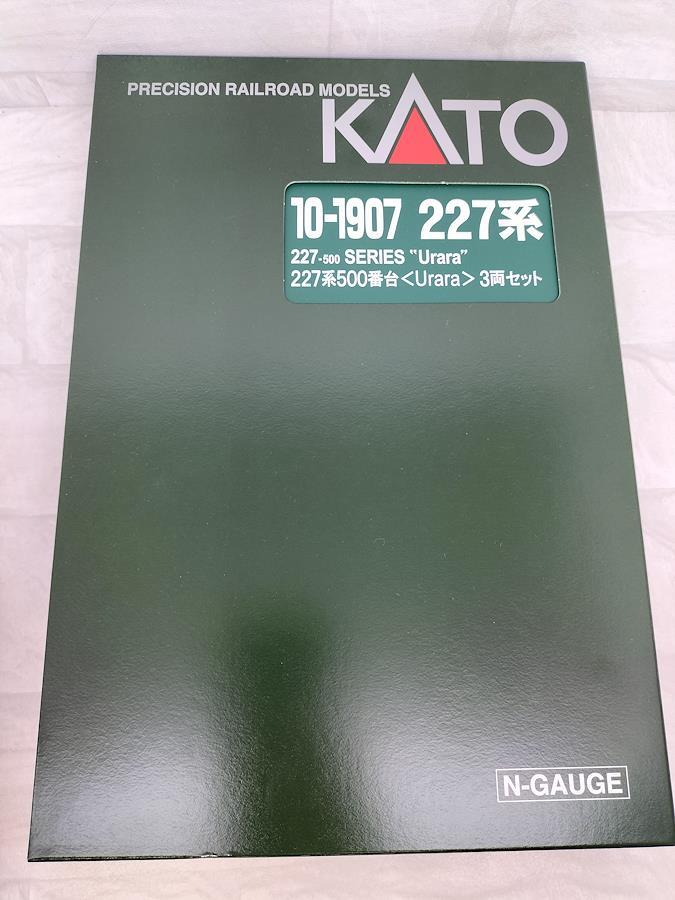 PRECISION RAILROAD MODELS
KATO
10-1907 227系
227-500 SERIES "Urara"
227系500番台<Urara>3両セット
N-GAUGE